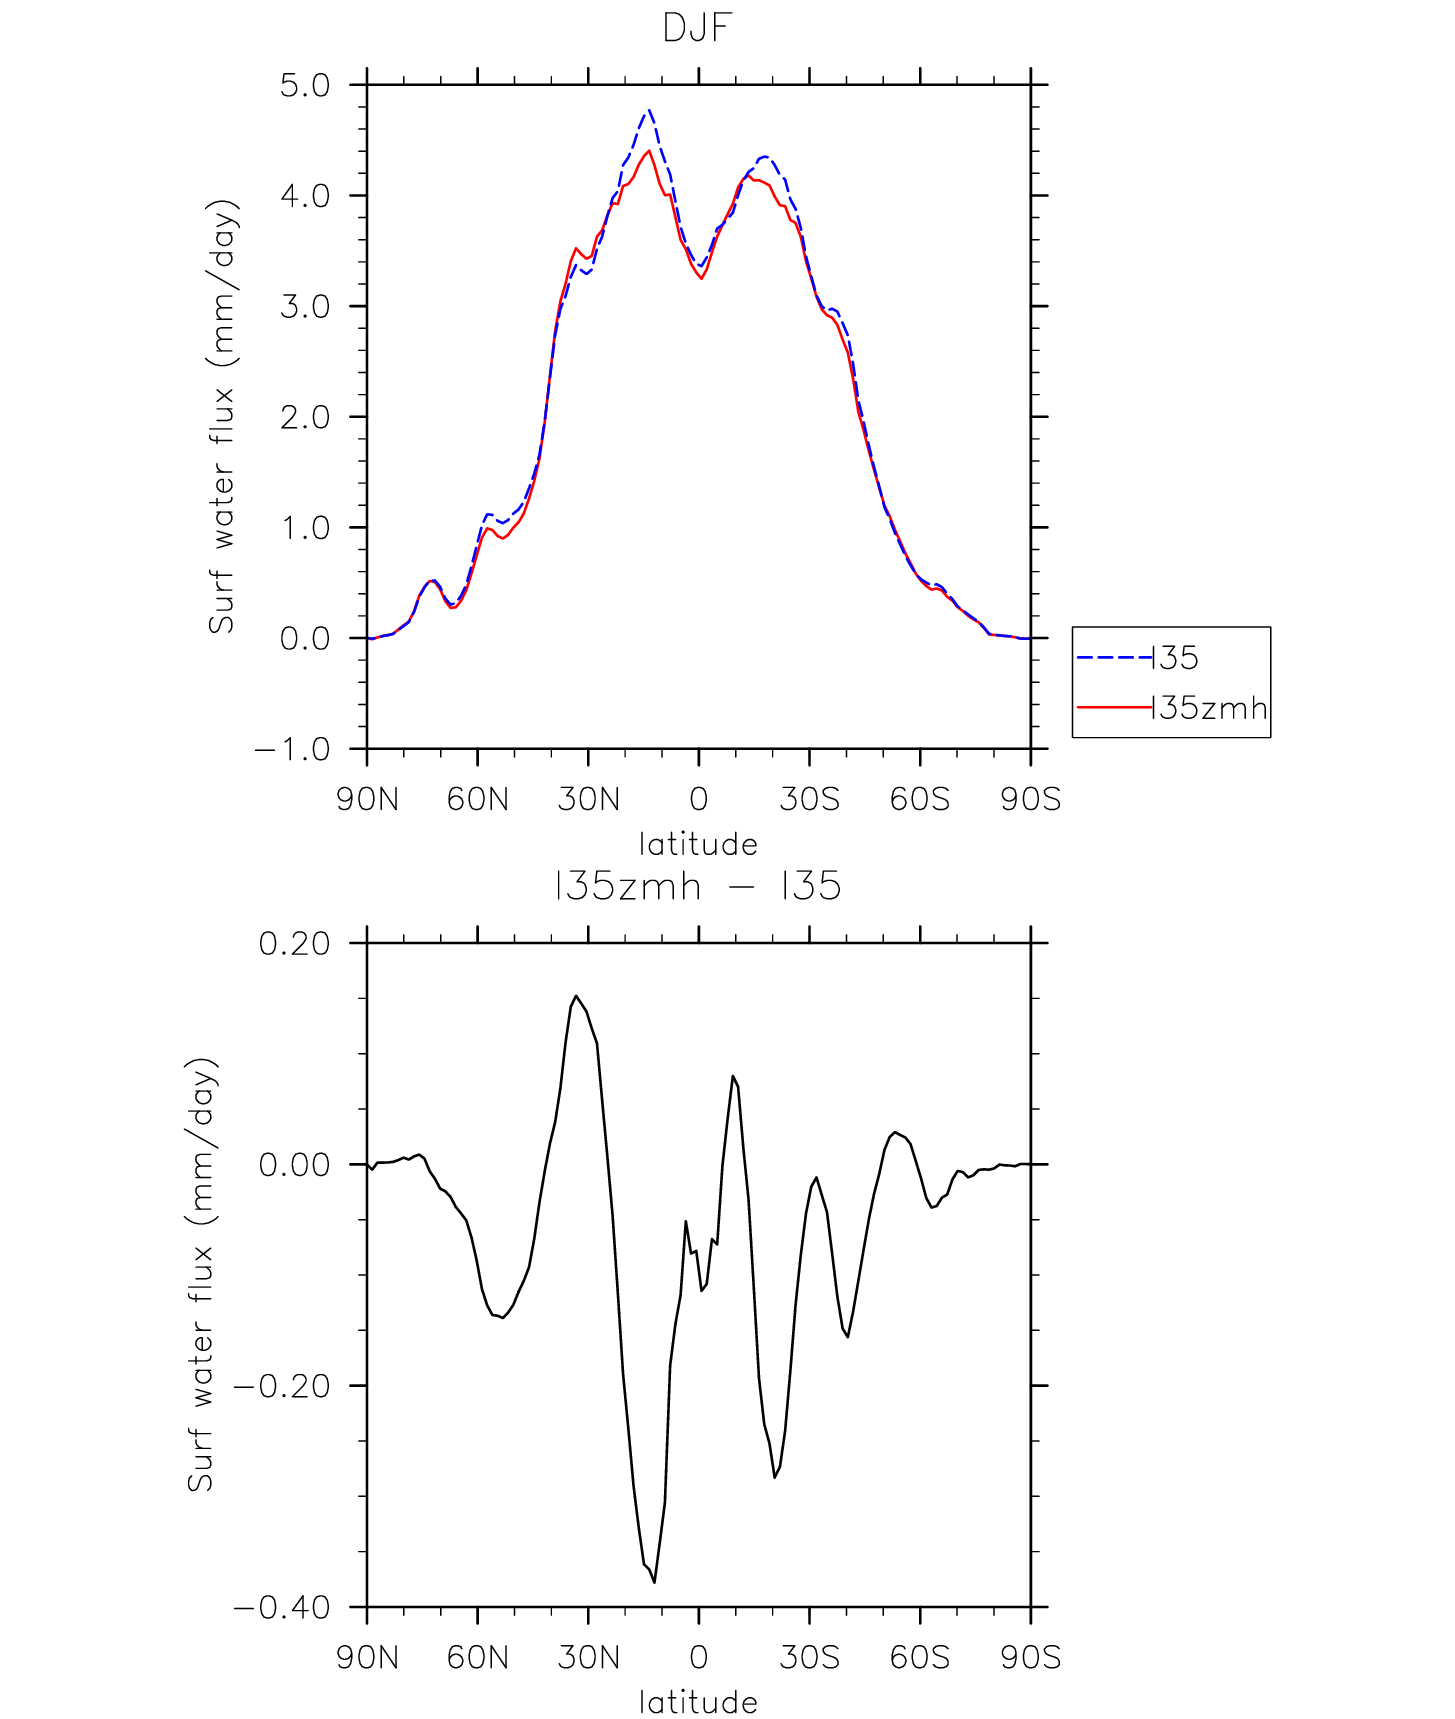 DJF
5.0
4.0
3.0
2.0
1.0
0.0
−1.0
Surf water flux (mm/day)
90N 60N 30N 0 30S 60S 90S
latitude
I35
I35zmh
I35zmh − I35
0.20
0.00
−0.20
−0.40
Surf water flux (mm/day)
90N 60N 30N 0 30S 60S 90S
latitude